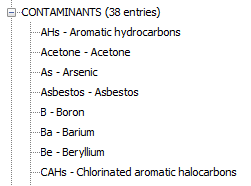 CONTAMINANTS (38 entries)
AHs - Aromatic hydrocarbons
Acetone - Acetone
As - Arsenic
Asbestos - Asbestos
B - Boron
Ba - Barium
Be - Beryllium
CAHs - Chlorinated aromatic halocarbons